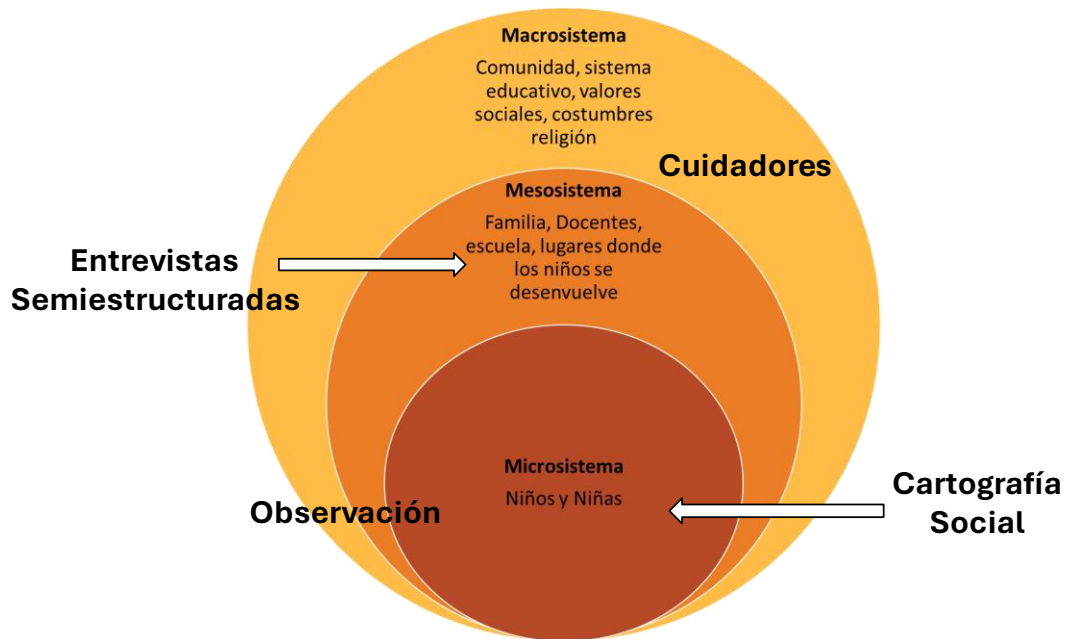 Macrosistema
Comunidad, sistema
educativo, valores
sociales, costumbres
religión
Cuidadores
Mesosistema
Familia, Docentes,
escuela, lugares donde
los niños se
desenvuelve
Entrevistas
Semiestructuradas
Microsistema
Niños y Niñas
Observación
Cartografía
Social